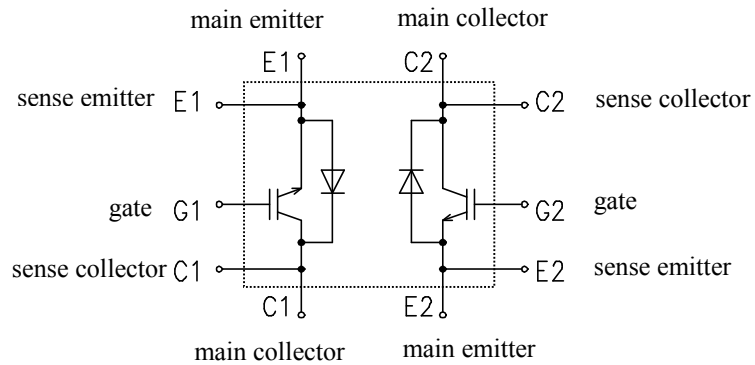 main emitter main collector
E1 C2
sense emitter E1 C2 sense collector
gate G1 G2 gate
sense collector C1 E2 sense emitter
C1 E2
main collector main emitter